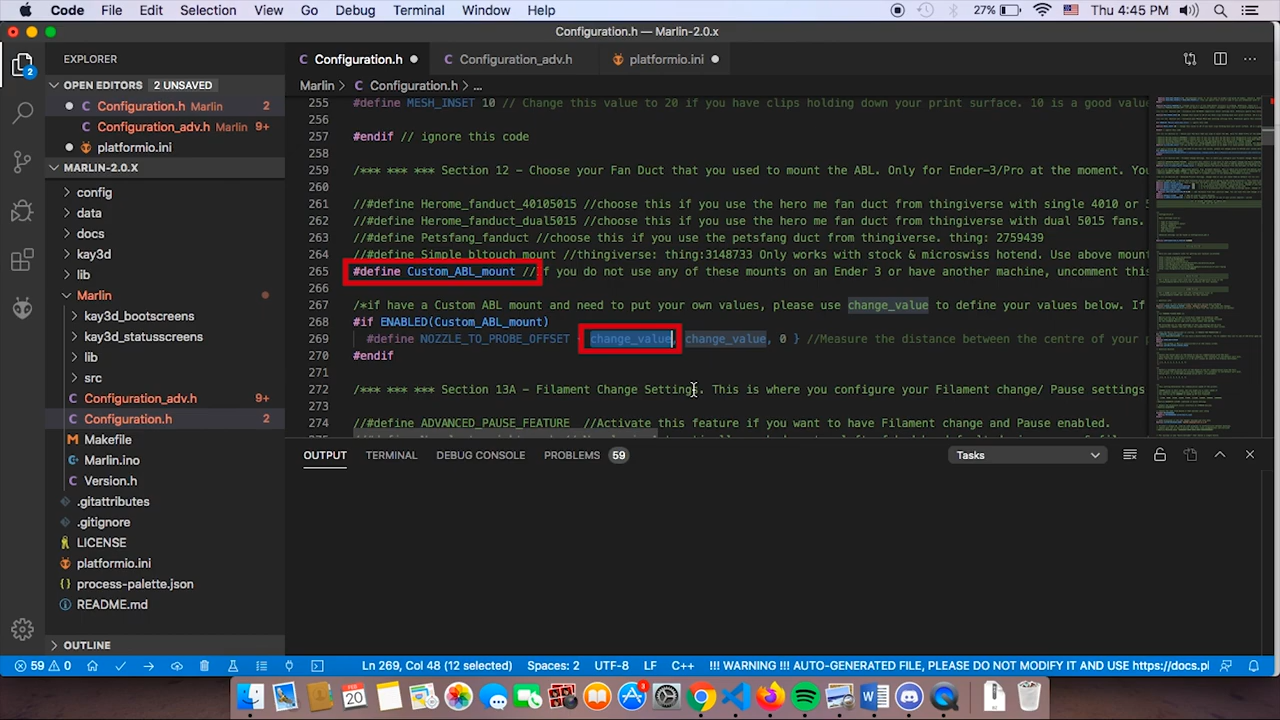 Code File Edit Selection View Go Debug Terminal Window Help 27% Thu 4:45 PM
Configuration.h — Marlin-2.0.x
EXPLORER
OPEN EDITORS 2 UNSAVED
Configuration.h Marlin 2
Configuration_adv.h Marlin 9+
platformio.ini
MARLIN-2.0.X
config
data
docs
kay3d
lib
Marlin
kay3d_bootscreens
kay3d_statusscreens
lib
src
Configuration_adv.h 9+
Configuration.h 2
Makefile
Marlin.ino
Version.h
.gitattributes
.gitignore
LICENSE
platformio.ini
process-palette.json
README.md
OUTLINE
2
Configuration.h Configuration_adv.h platformio.ini
Marlin > Configuration.h > ...
255 #define MESH_INSET 10 // Change this value to 20 if you have clips holding down your print surface. 10 is a good valu
256
257 #endif // ignore this code
258
259 /*** *** *** Section 12 - Choose your Fan Duct that you used to mount the ABL. Only for Ender-3/Pro at the moment. Yo
260
261 //#define Herome_fanduct_40105015 //choose this if you use the hero me fan duct from thingiverse with single 4010 or 5
262 //#define Herome_fanduct_dual5015 //choose this if you use the hero me fan duct from thingiverse with dual 5015 fans.
263 //#define Petsfang_fanduct //choose this if you use the petsfang duct from thingiverse. thing: 2759439
264 //#define Simple_bltouch_mount //thingiverse: thing:3148733 Only works with stock & microswiss hotend. Use above mount
265 #define Custom_ABL_mount //If you do not use any of these mounts on an Ender 3 or have another machine, uncomment this
266
267 /*if have a Custom ABL mount and need to put your own values, please use change_value to define your values below. If
268 #if ENABLED(Custom_ABL_mount)
269 #define NOZZLE_TO_PROBE_OFFSET change_value, change_value, 0 } //Measure the distance between the centre of your p
270 #endif
271
272 /*** *** *** Section 13A - Filament Change Settings. This is where you configure your Filament change/ Pause settings
273
274 //#define ADVANCED_PAUSE_FEATURE //Activate this feature if you want to have Filament change and Pause enabled.
OUTPUT TERMINAL DEBUG CONSOLE PROBLEMS 59 Tasks
59 0 Ln 269, Col 48 (12 selected) Spaces: 2 UTF-8 LF C++ !!! WARNING !!! AUTO-GENERATED FILE, PLEASE DO NOT MODIFY IT AND USE https://docs.pl
FEB
20